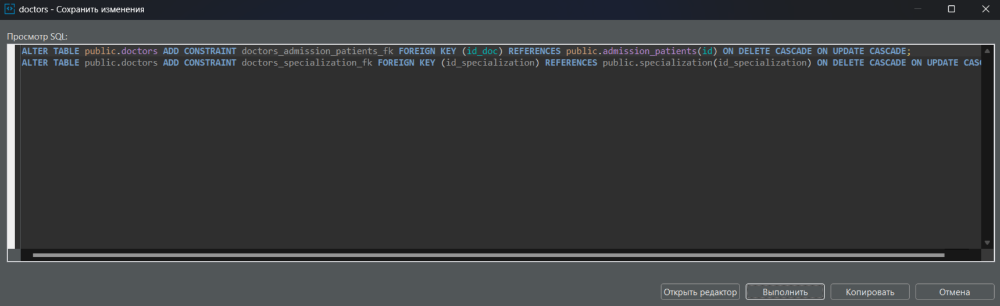 doctors - Сохранить изменения
Просмотр SQL:
ALTER TABLE public.doctors ADD CONSTRAINT doctors_admission_patients_fk FOREIGN KEY (id_doc) REFERENCES public.admission_patients(id) ON DELETE CASCADE ON UPDATE CASCADE;
ALTER TABLE public.doctors ADD CONSTRAINT doctors_specialization_fk FOREIGN KEY (id_specialization) REFERENCES public.specialization(id_specialization) ON DELETE CASCADE ON UPDATE CASC
Открыть редактор Выполнить Копировать Отмена